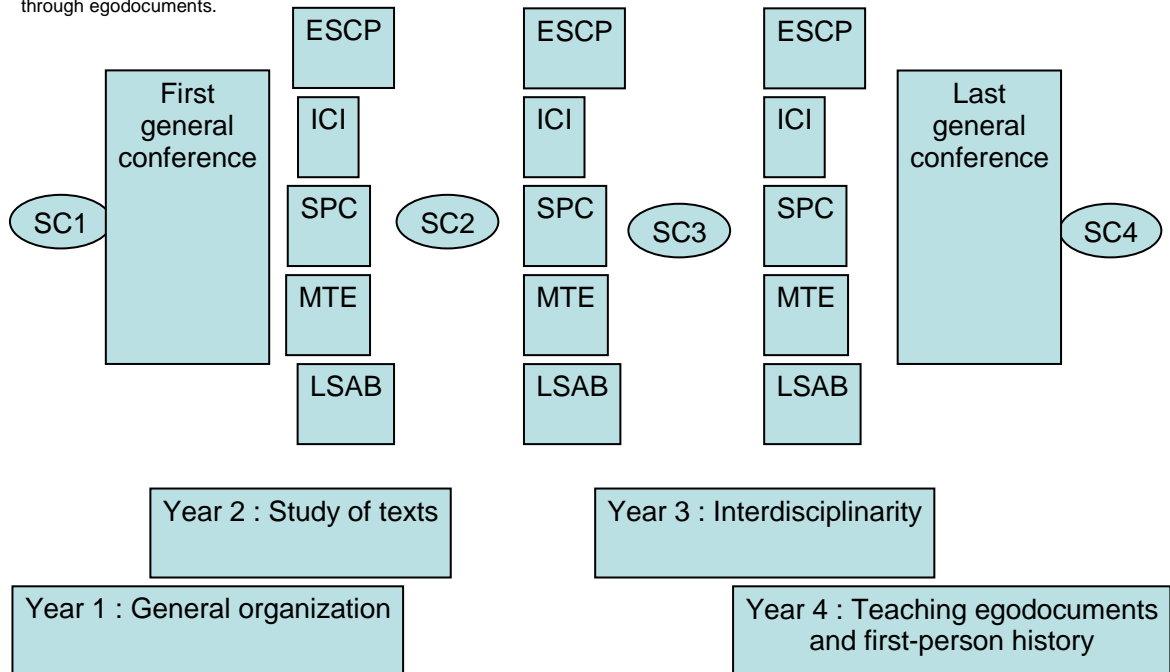 through egodocuments.
ESCP
ESCP
ESCP
First
general
conference
Last
general
conference
ICI
ICI
ICI
SC1
SPC
SC2
SPC
SC3
SPC
SC4
MTE
MTE
MTE
LSAB
LSAB
LSAB
Year 2 : Study of texts
Year 3 : Interdisciplinarity
Year 1 : General organization
Year 4 : Teaching egodocuments
and first-person history